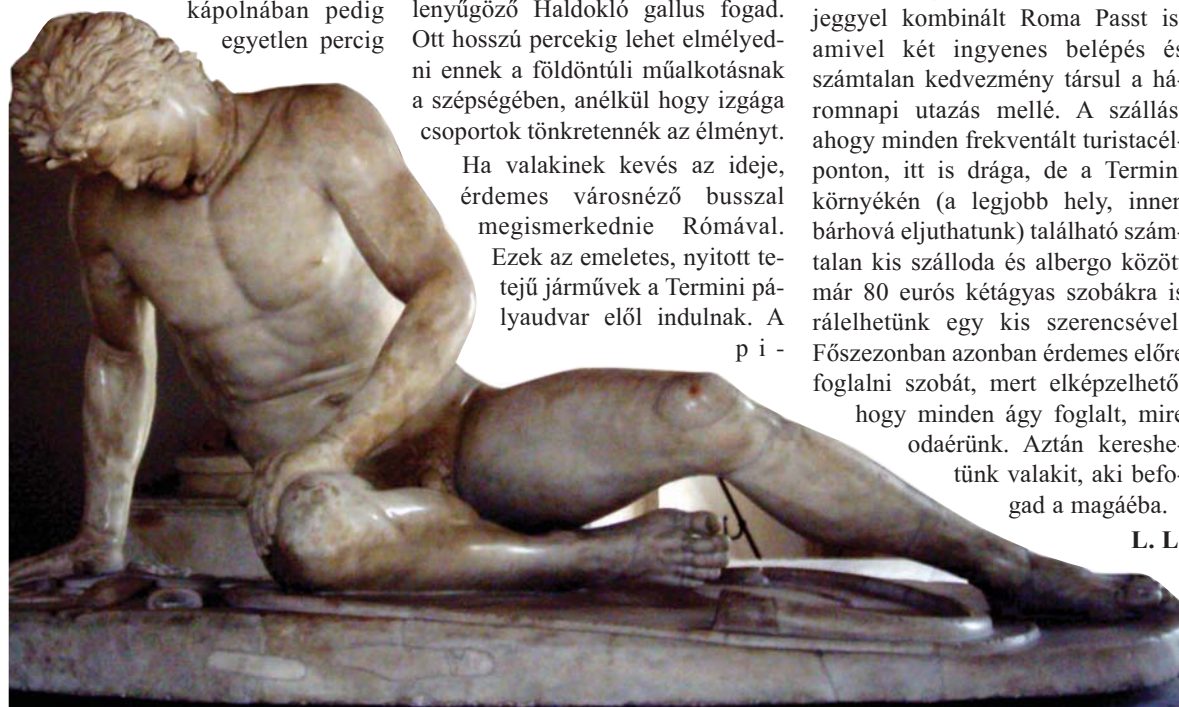 kápolnában pedig
egyetlen percig
lenyűgöző Haldokló gallus fogad.
Ott hosszú percekig lehet elmélyed-
ni ennek a földöntúli műalkotásnak
a szépségében, anélkül hogy izgága
csoportok tönkretennék az élményt.
Ha valakinek kevés az ideje,
érdemes városnéző busszal
megismerkednie Rómával.
Ezek az emeletes, nyitott te-
tejű járművek a Termini pá-
lyaudvar elől indulnak. A
p i -
jeggyel kombinált Roma Passt is
amivel két ingyenes belépés és
számtalan kedvezmény társul a há-
romnapi utazás mellé. A szállás
ahogy minden frekventált turistacél-
ponton, itt is drága, de a Termini
környékén (a legjobb hely, innen
bárhová eljuthatunk) található szám-
talan kis szálloda és albergo között
már 80 eurós kétágyas szobákra is
rálelhetünk egy kis szerencsével
Főszezonban azonban érdemes előre
foglalni szobát, mert elképzelhető
hogy minden ágy foglalt, mire
odaérünk. Aztán kereshe-
tünk valakit, aki befo-
gad a magáéba.
L. L